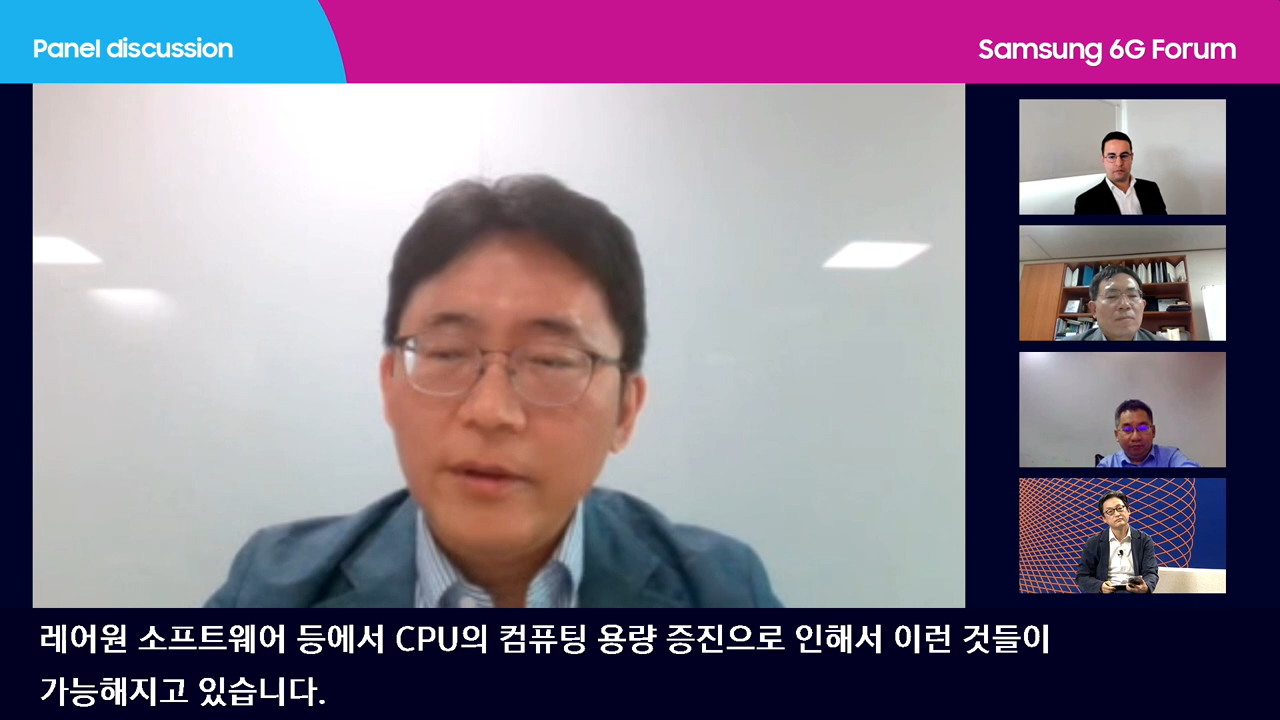 Panel discussion
Samsung 6G Forum
레어원 소프트웨어 등에서 CPU의 컴퓨팅 용량 증진으로 인해서 이런 것들이
가능해지고 있습니다.